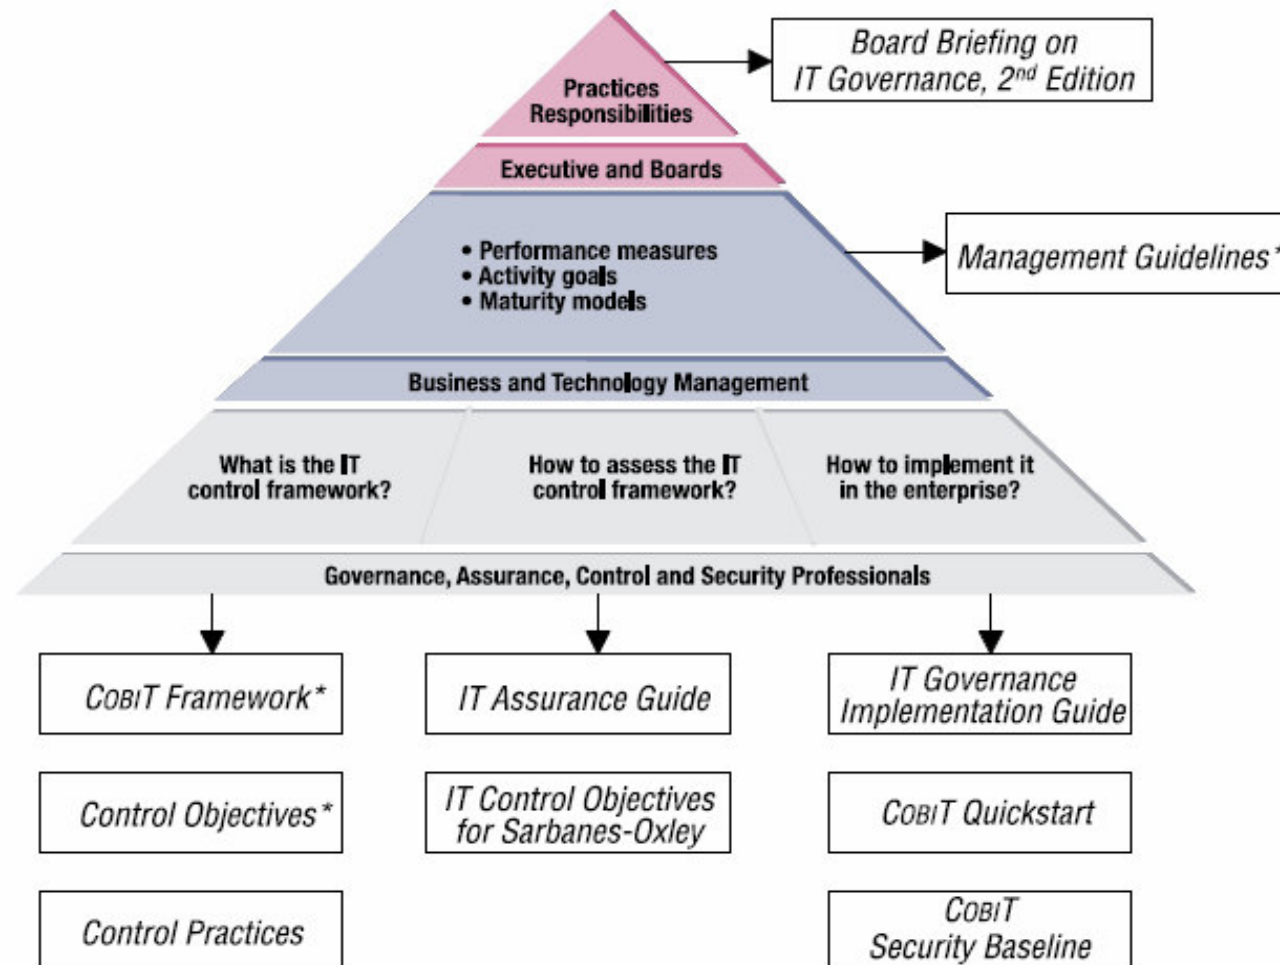 Board Briefing on
IT Governance, 2nd Edition
Practices
Responsibilities
Executive and Boards
• Performance measures
• Activity goals
• Maturity models
Management Guidelines*
Business and Technology Management
What is the IT
control framework?
How to assess the IT
control framework?
How to implement it
in the enterprise?
Governance, Assurance, Control and Security Professionals
COBIT Framework*
IT Assurance Guide
IT Governance
Implementation Guide
Control Objectives*
IT Control Objectives
for Sarbanes-Oxley
COBIT Quickstart
Control Practices
COBIT
Security Baseline